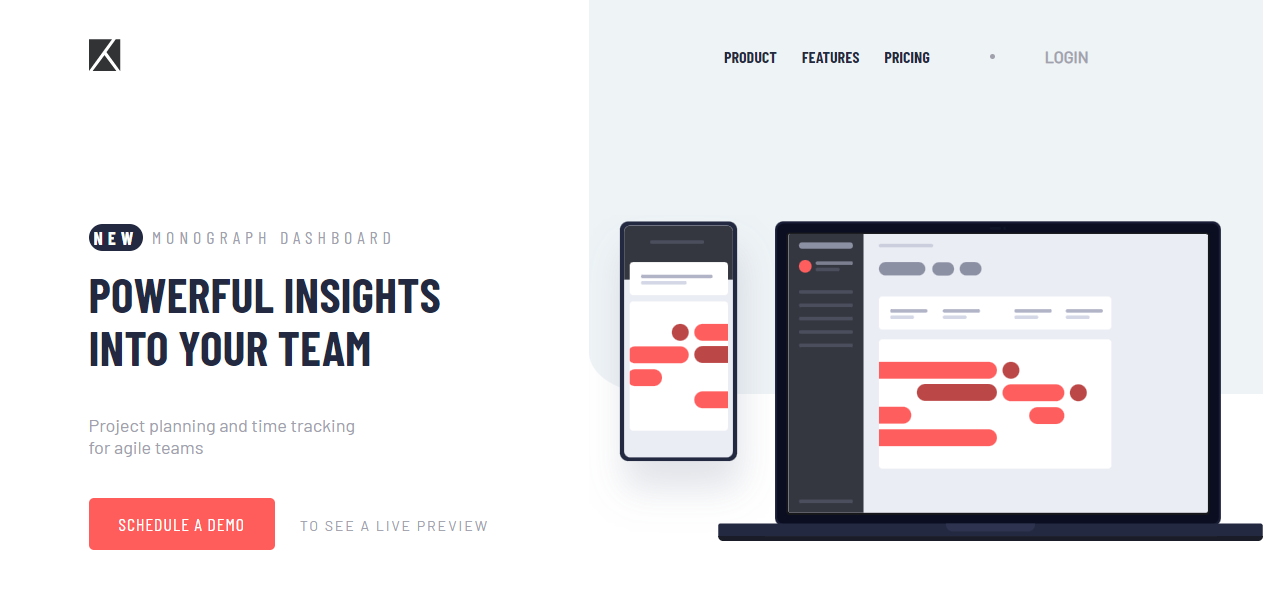 PRODUCT FEATURES PRICING LOGIN
NEW MONOGRAPH DASHBOARD
POWERFUL INSIGHTS
INTO YOUR TEAM
Project planning and time tracking
for agile teams
SCHEDULE A DEMO TO SEE A LIVE PREVIEW